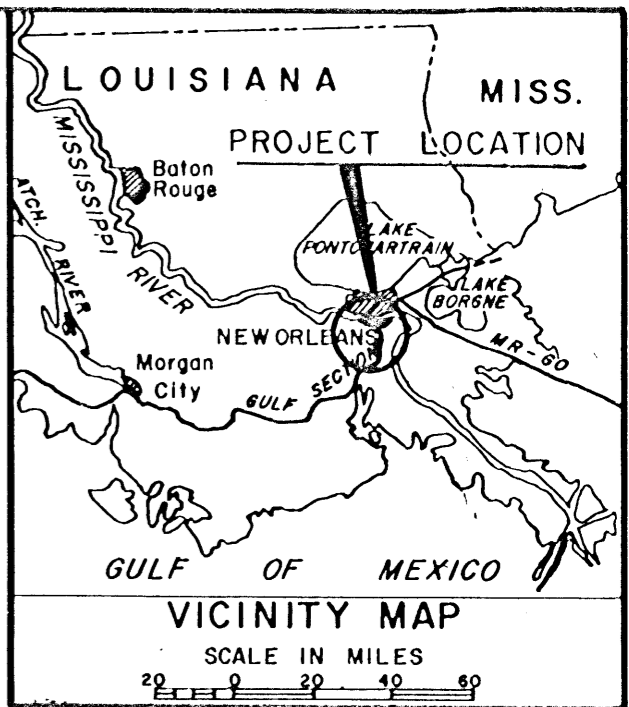 LOUISIANA
MISS.
PROJECT LOCATION
MISSISSIPPI RIVER
Baton
Rouge
ATCH. RIVER
LAKE
PONTCHARTRAIN
LAKE
BORGNE
NEW ORLEANS
MR-GO
Morgan
City
GULF SECTION
GULF OF MEXICO
VICINITY MAP
SCALE IN MILES
20 0 20 40 60